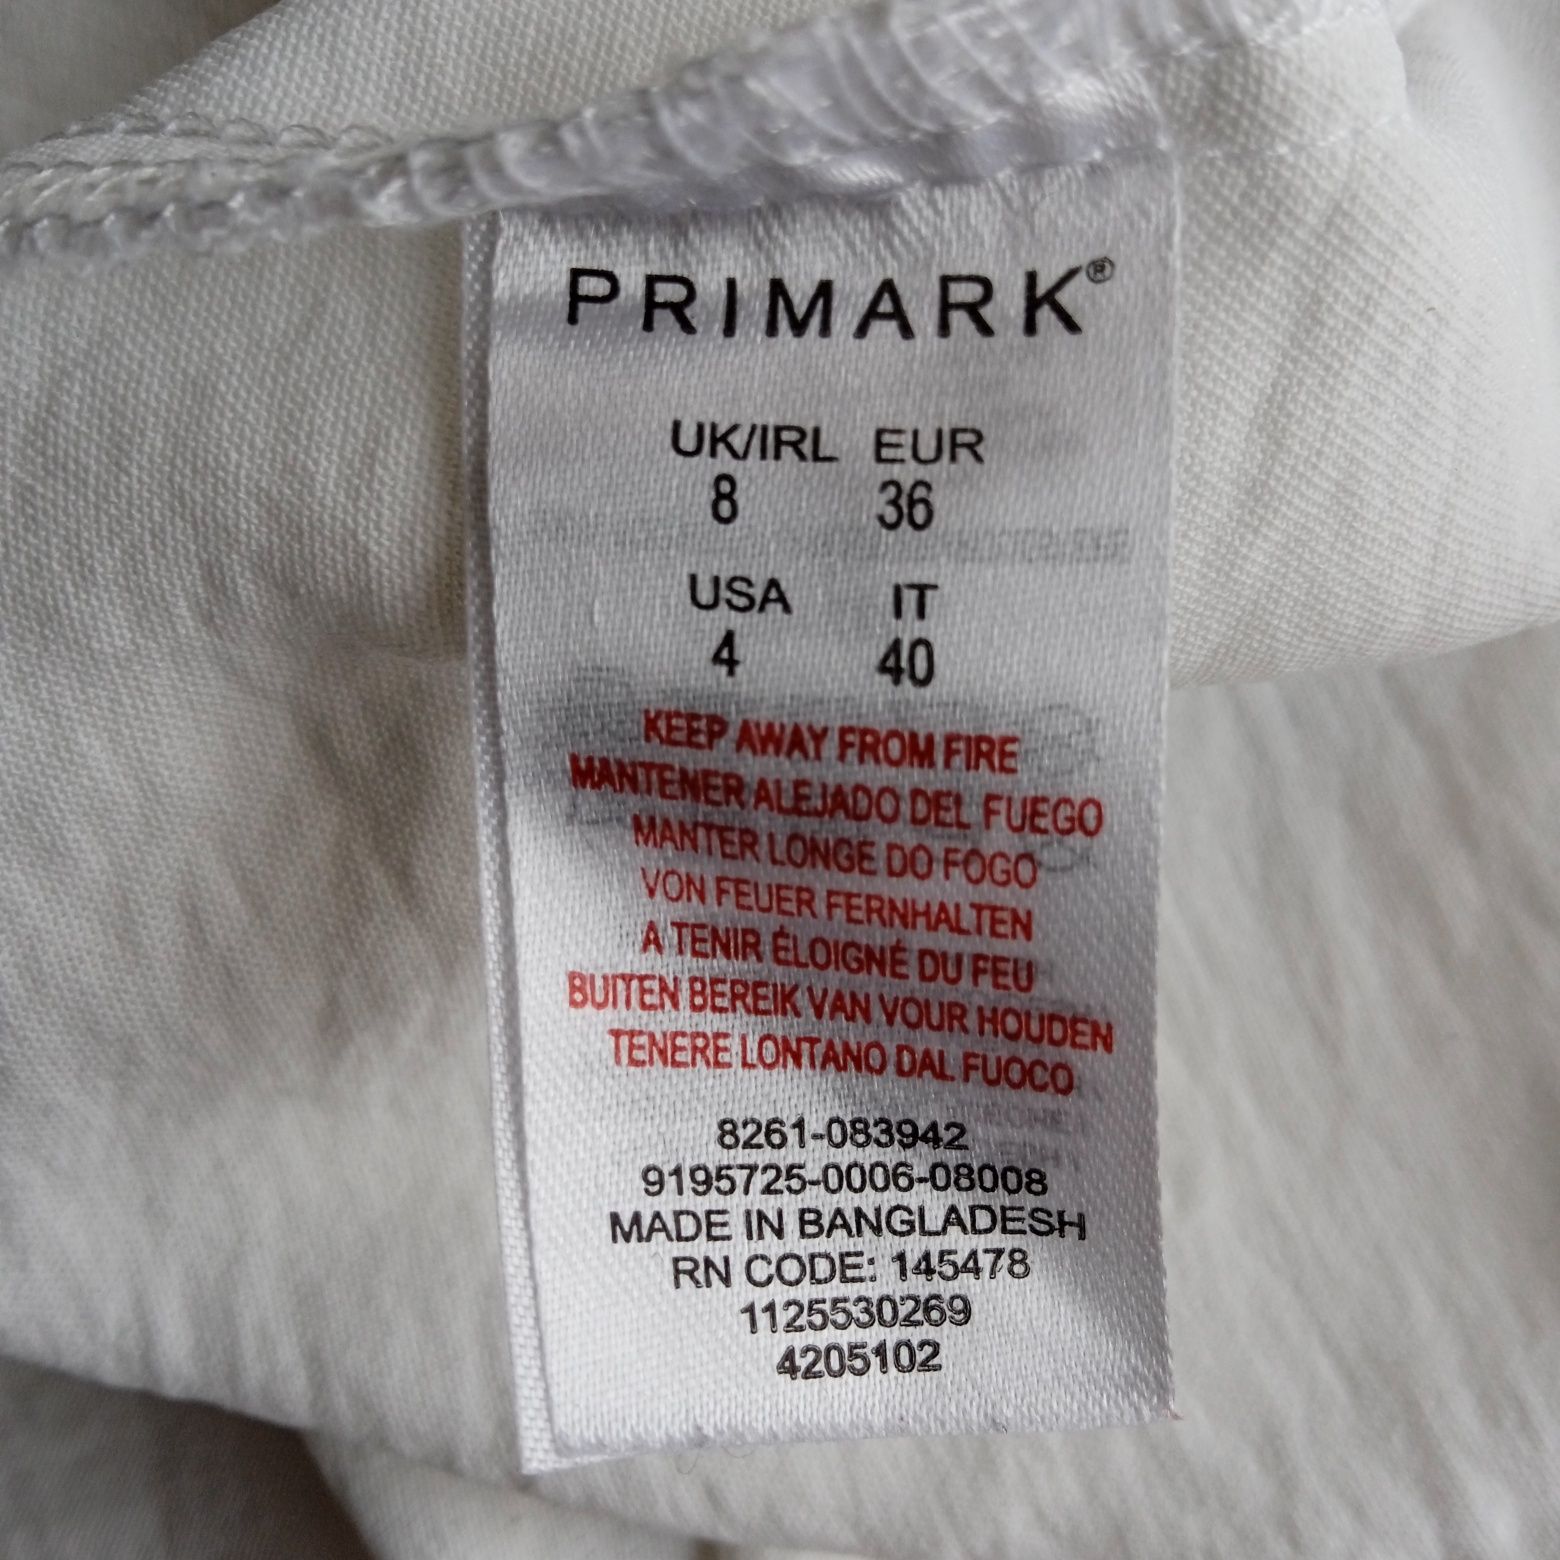 PRIMARK®
UK/IRL EUR
8 36
USA IT
4 40
KEEP AWAY FROM FIRE
MANTENER ALEJADO DEL FUEGO
MANTER LONGE DO FOGO
VON FEUER FERNHALTEN
A TENIR ÉLOIGNÉ DU FEU
BUITEN BEREIK VAN VOUR HOUDEN
TENERE LONTANO DAL FUOCO
8261-083942
9195725-0006-08008
MADE IN BANGLADESH
RN CODE: 145478
1125530269
4205102